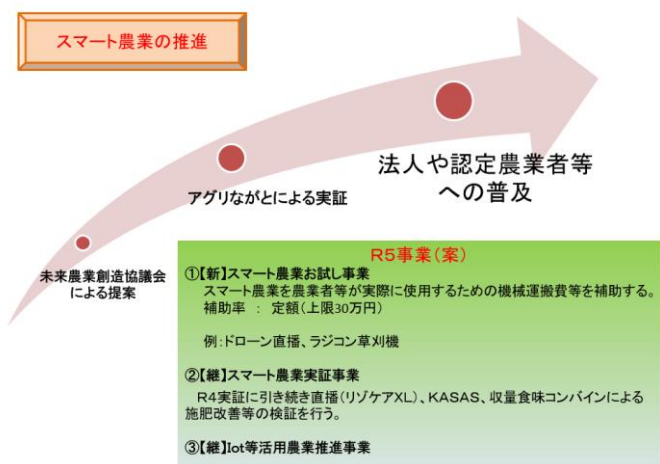 スマート農業の推進
法人や認定農業者等
への普及
アグリながとによる実証
未来農業創造協議会
による提案
R5事業(案)
①【新】スマート農業お試し事業
スマート農業を農業者等が実際に使用するための機械運搬費等を補助する。
補助率 : 定額(上限30万円)
例:ドローン直播、ラジコン草刈機
②【継】スマート農業実証事業
R4実証に引き続き直播(リゾケアXL)、KASAS、収量食味コンバインによる
施肥改善等の検証を行う。
③【継】Iot等活用農業推進事業